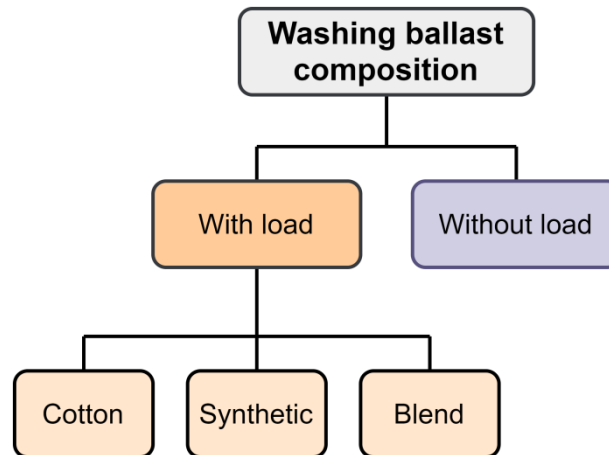 Washing ballast
composition
With load
Without load
Cotton
Synthetic
Blend